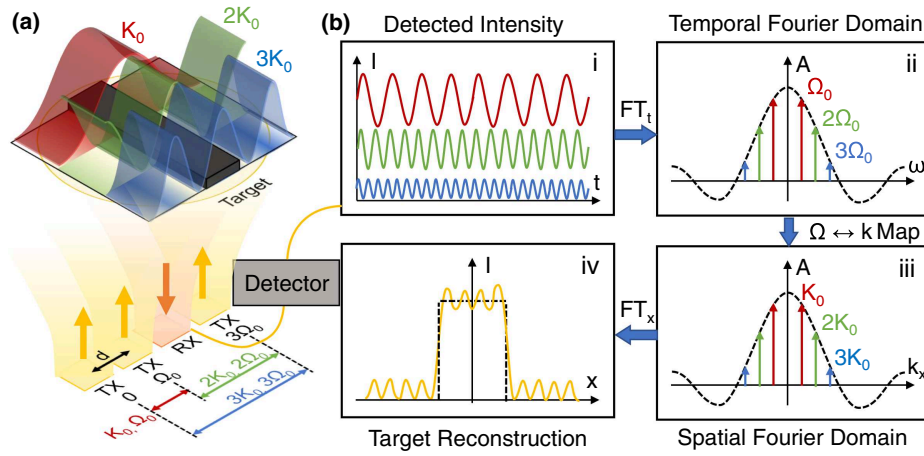 (a)
K₀
2K₀
3K₀
Target
Detector
d
TX
0
TX
Ω₀
RX
TX
3Ω₀
K₀, Ω₀
2K₀ 2Ω₀
3K₀ 3Ω₀
(b)
Detected Intensity
I
i
t
FTₜ
Temporal Fourier Domain
A
ii
Ω₀
2Ω₀
3Ω₀
ω
Ω ↔ k Map
A
iii
K₀
2K₀
3K₀
kₓ
Spatial Fourier Domain
FTₓ
I
iv
x
Target Reconstruction